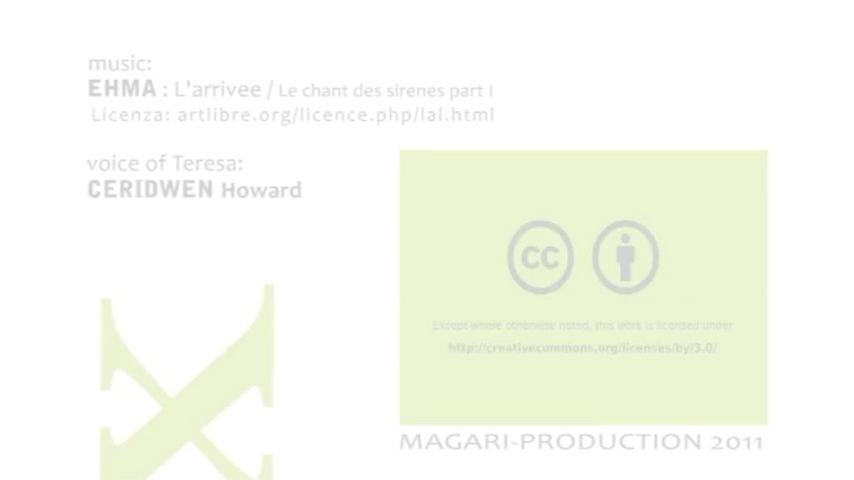 music:
EHMA : L'arrivee / Le chant des sirenes part I
Licenza: artlibre.org/licence.php/lal.html
voice of Teresa:
CERIDWEN Howard
cc
Except where otherwise noted, this work is licensed under
http://creativecommons.org/licenses/by/3.0/
MAGARI-PRODUCTION 2011